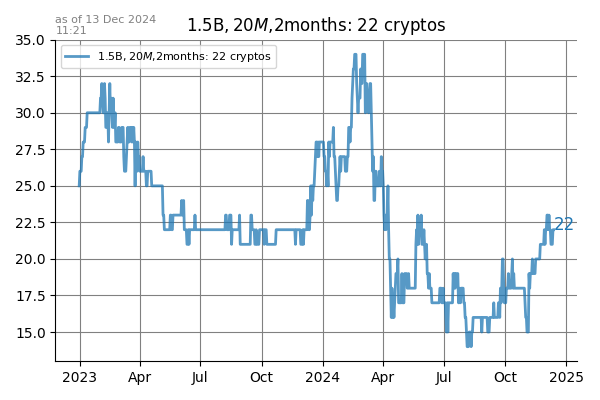 as of 13 Dec 2024
11:21
1.5B, 20M,2months: 22 cryptos
35.0
1.5B, 20M,2months: 22 cryptos
32.5
30.0
27.5
25.0
22.5
22
20.0
17.5
15.0
2023 Apr Jul Oct 2024 Apr Jul Oct 2025